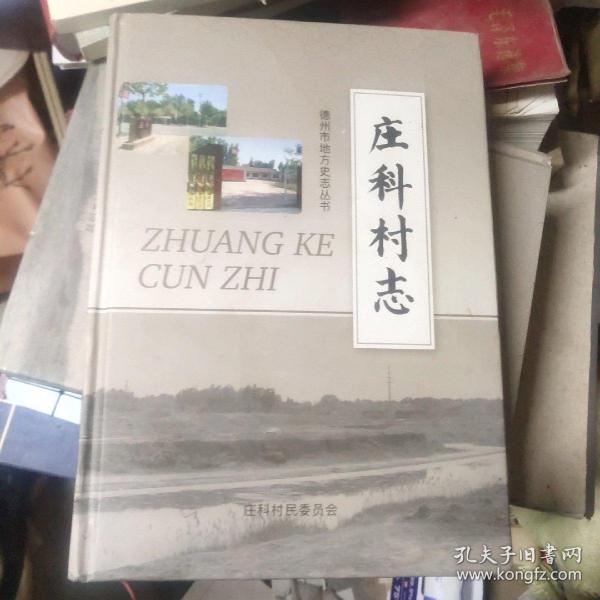 庄科村志
德州市地方史志丛书
ZHUANG KE
CUN ZHI
庄科村民委员会
孔夫子旧书网
www.kongfz.com